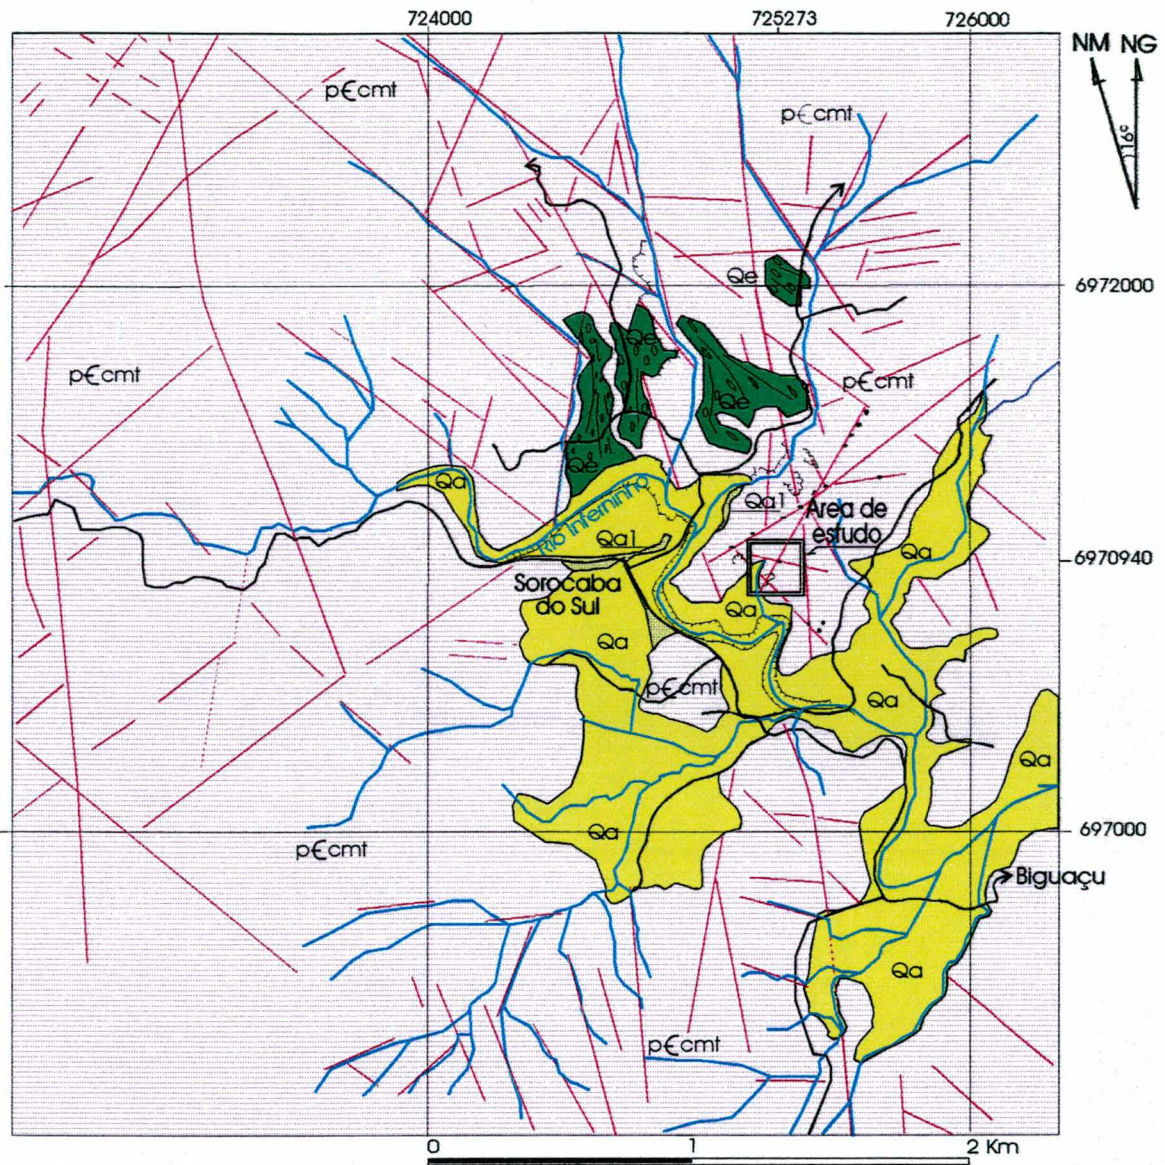 724000 725273 726000
NM NG
16°
p€cmt
p€cmt
Qe
6972000
p€cmt
Qe
p€cmt
Qe
Qe
Qa
Rio Inferninho
Qa1
Área de
estudo
Qa1
Qa
6970940
Sorocaba
do Sul
Qa
Qa
p€cmt
Qa
Qa
Qa
697000
p€cmt
Biguaçu
Qa
p€cmt
0 1 2 Km